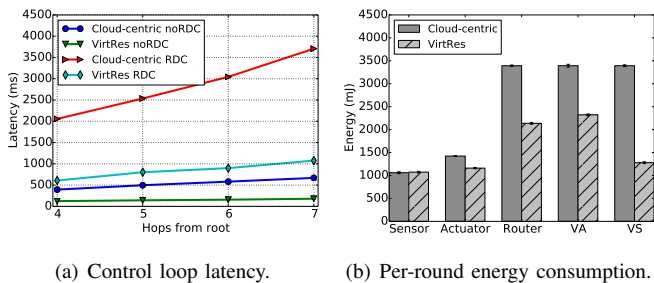 4500
4000
3500
3000
2500
2000
1500
1000
500
0
Latency (ms)
Cloud-centric noRDC
VirtRes noRDC
Cloud-centric RDC
VirtRes RDC
4 5 6 7
Hops from root
(a) Control loop latency.
4500
4000
3500
3000
2500
2000
1500
1000
500
0
Energy (mJ)
Cloud-centric
VirtRes
Sensor Actuator Router VA VS
(b) Per-round energy consumption.